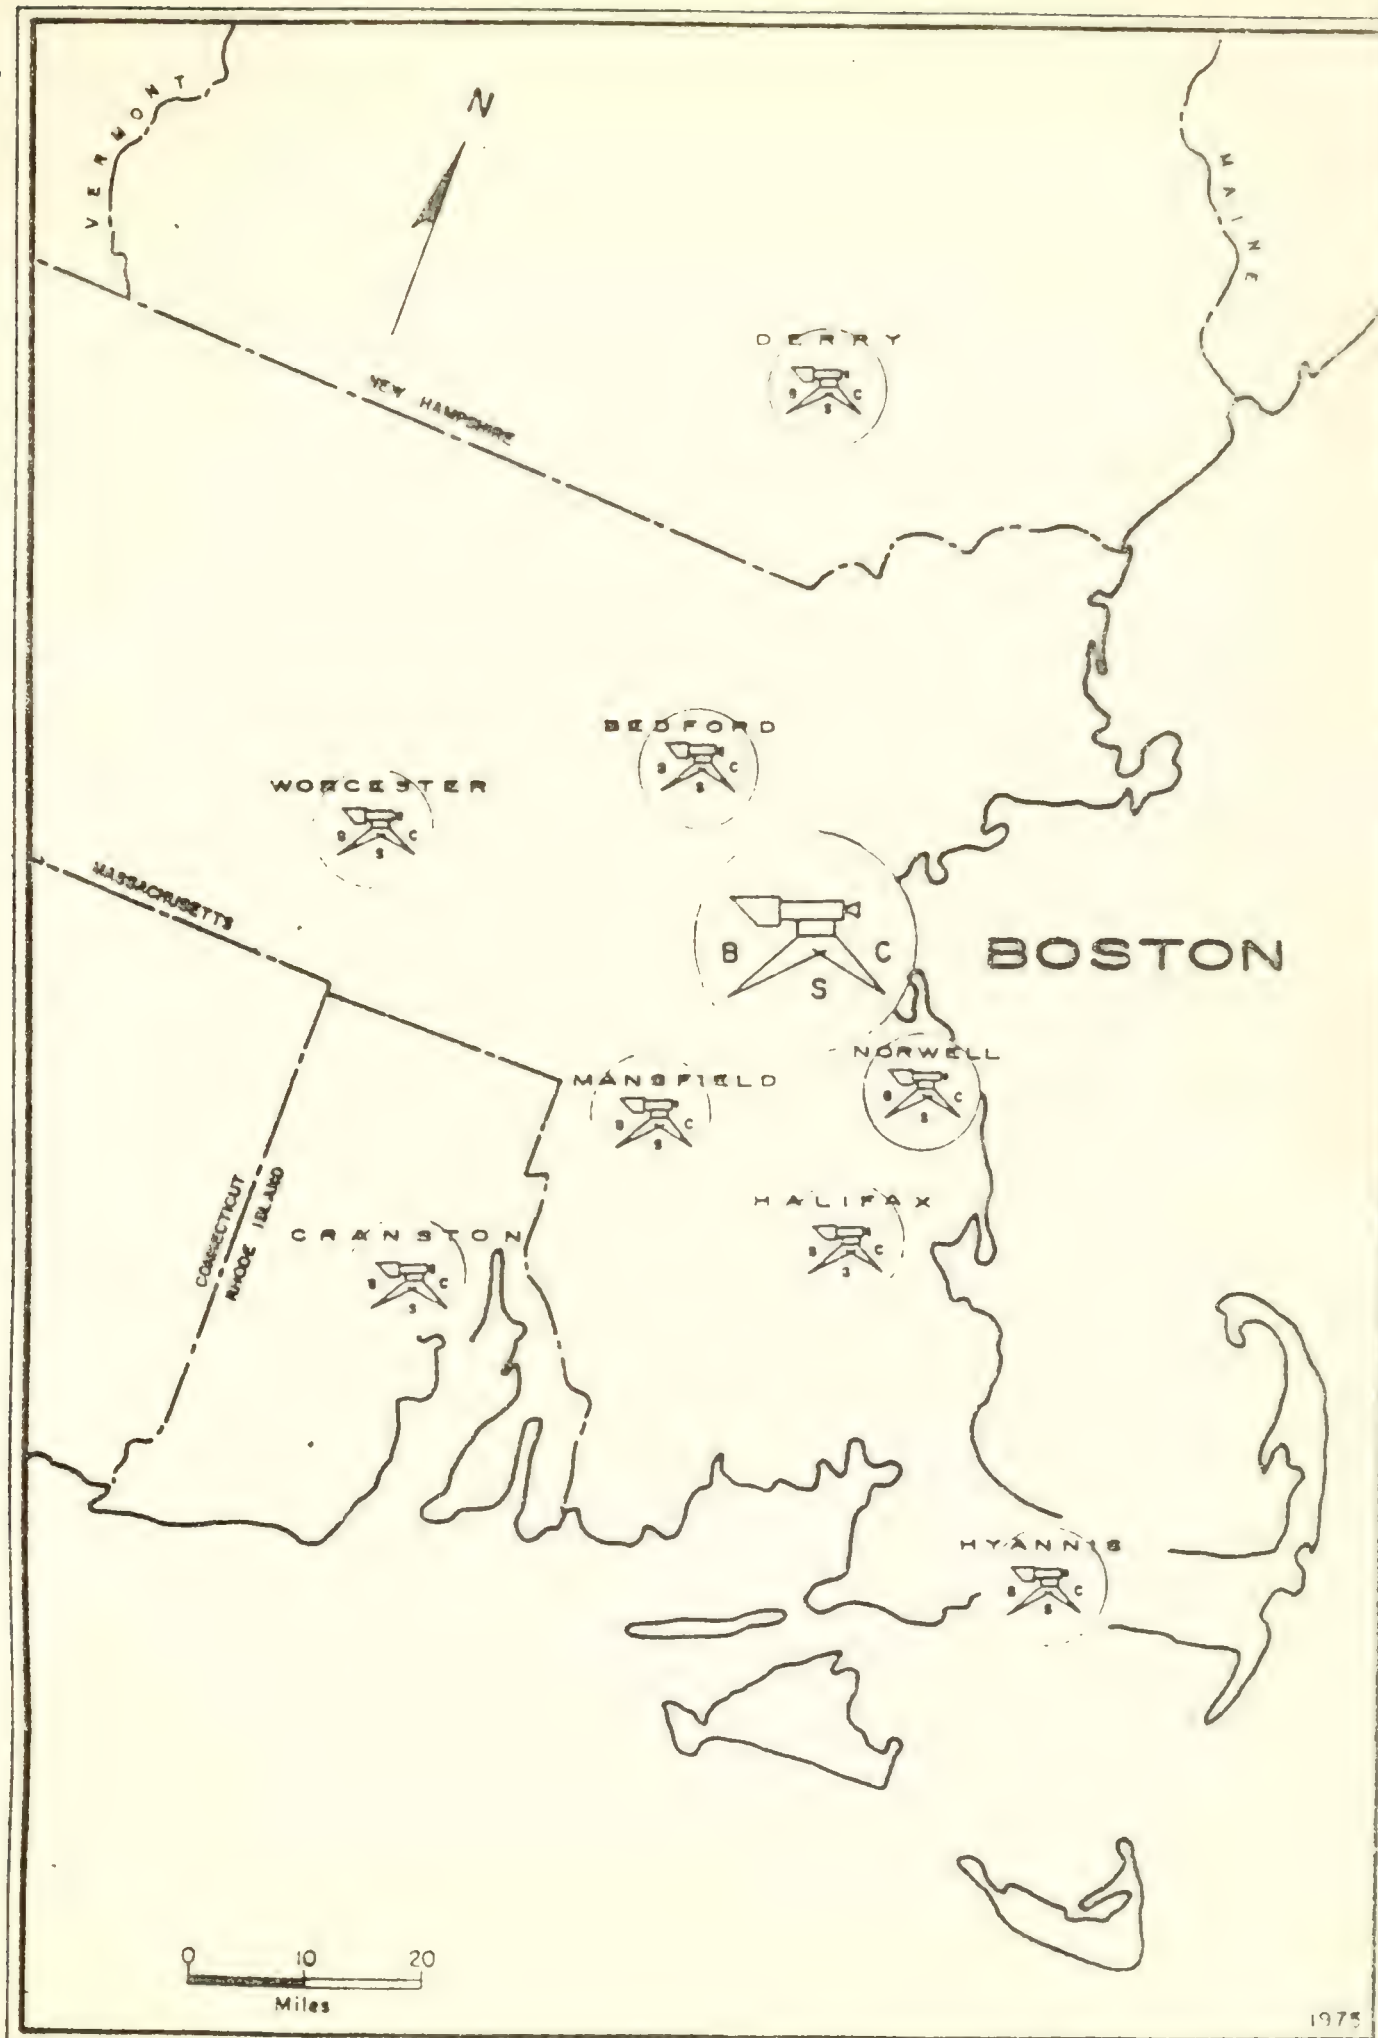 VERMONT
N
MAINE
DERRY
B S C
NEW HAMPSHIRE
BEDFORD
B S C
WORCESTER
B S C
MASSACHUSETTS
B S C
BOSTON
NORWELL
B S C
MANSFIELD
B S C
HALIFAX
B S C
CONNECTICUT
RHODE ISLAND
CRANSTON
B S C
HYANNIS
B S C
0 10 20
Miles
1975